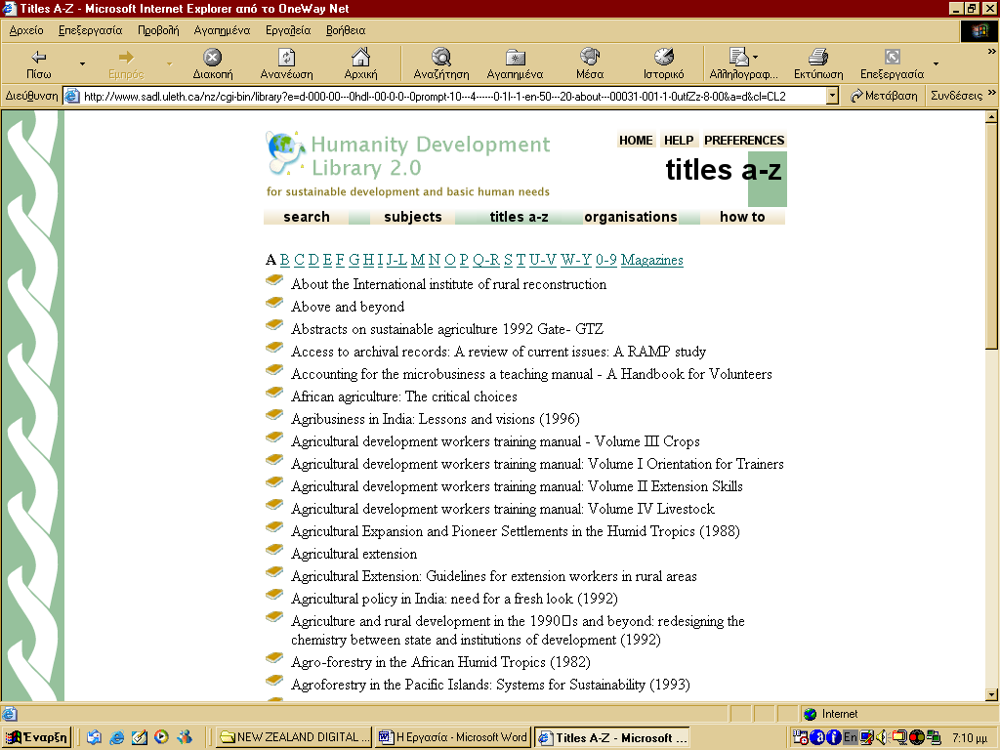 Titles A-Z - Microsoft Internet Explorer από το OneWay Net
Αρχείο Επεξεργασία Προβολή Αγαπημένα Εργαλεία Βοήθεια
Πίσω Εμπρός Διακοπή Ανανέωση Αρχική Αναζήτηση Αγαπημένα Μέσα Ιστορικό Αλληλογραφ... Εκτύπωση Επεξεργασία
Διεύθυνση http://www.sadl.uleth.ca/nz/cgi-bin/library?e=d-000-00---0hdl--00-0-0--0prompt-10---4------0-1l--1-en-50---20-about---00031-001-1-0utfZz-8-00&a=d&cl=CL2 Μετάβαση Συνδέσεις
Humanity Development
Library 2.0
for sustainable development and basic human needs
HOME HELP PREFERENCES
titles a-z
search subjects titles a-z organisations how to
A B C D E F G H I J-L M N O P Q-R S T U-V W-Y 0-9 Magazines
About the International institute of rural reconstruction
Above and beyond
Abstracts on sustainable agriculture 1992 Gate- GTZ
Access to archival records: A review of current issues: A RAMP study
Accounting for the microbusiness a teaching manual - A Handbook for Volunteers
African agriculture: The critical choices
Agribusiness in India: Lessons and visions (1996)
Agricultural development workers training manual - Volume III Crops
Agricultural development workers training manual: Volume I Orientation for Trainers
Agricultural development workers training manual: Volume II Extension Skills
Agricultural development workers training manual: Volume IV Livestock
Agricultural Expansion and Pioneer Settlements in the Humid Tropics (1988)
Agricultural extension
Agricultural Extension: Guidelines for extension workers in rural areas
Agricultural policy in India: need for a fresh look (1992)
Agriculture and rural development in the 1990□s and beyond: redesigning the
chemistry between state and institutions of development (1992)
Agro-forestry in the African Humid Tropics (1982)
Agroforestry in the Pacific Islands: Systems for Sustainability (1993)
Internet
Έναρξη NEW ZEALAND DIGITAL ... Η Εργασία - Microsoft Word Titles A-Z - Microsoft ... En 7:10 μμ